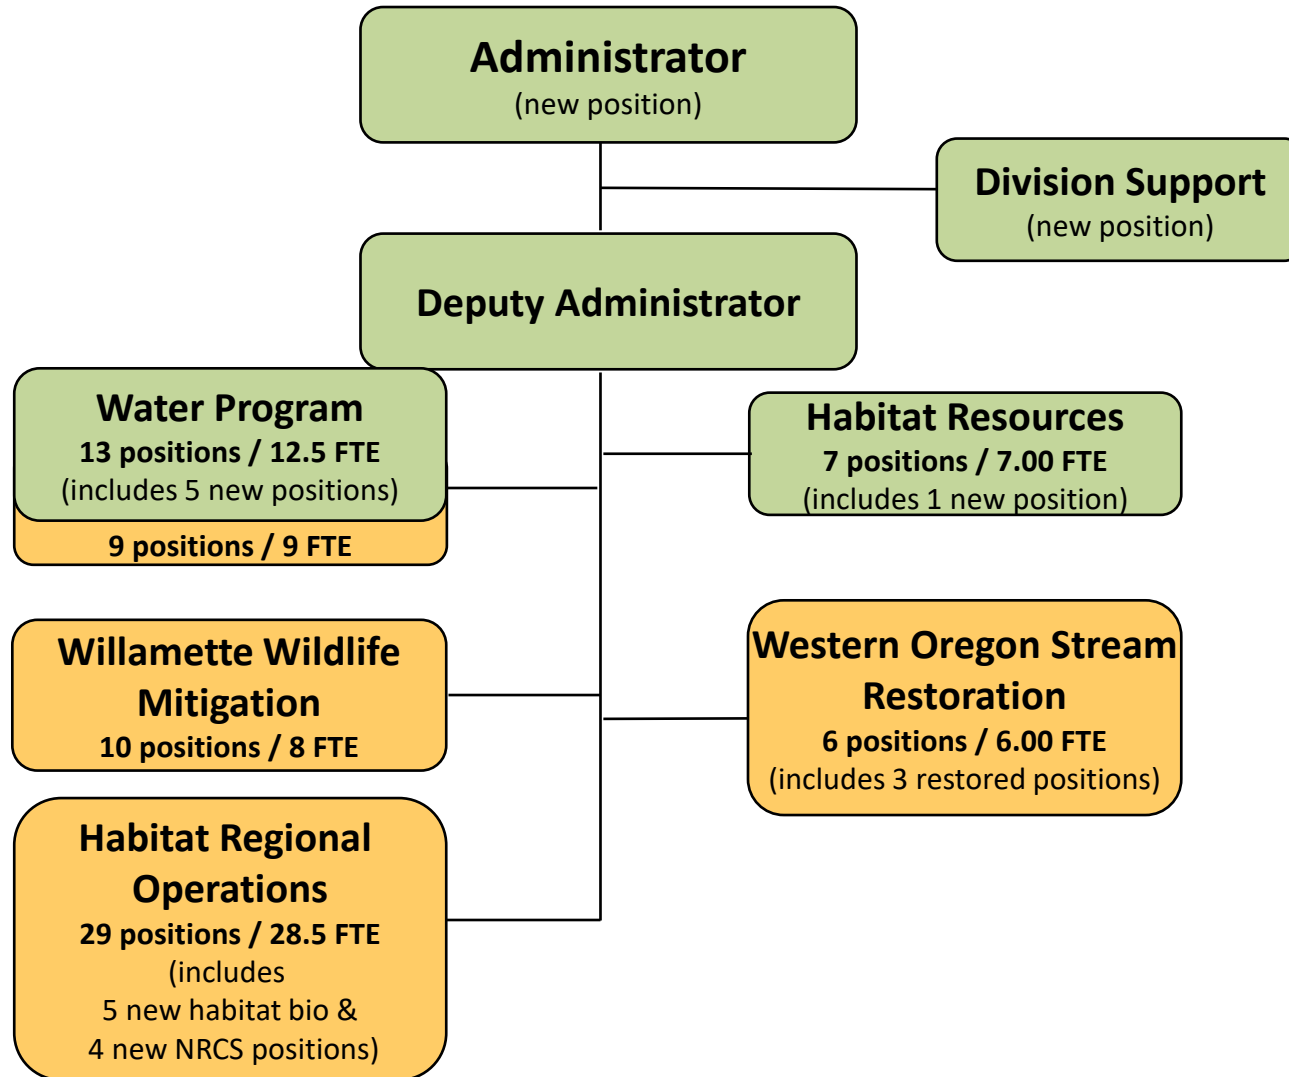 Administrator
(new position)
Division Support
(new position)
Deputy Administrator
Water Program
13 positions / 12.5 FTE
(includes 5 new positions)
9 positions / 9 FTE
Habitat Resources
7 positions / 7.00 FTE
(includes 1 new position)
Willamette Wildlife
Mitigation
10 positions / 8 FTE
Western Oregon Stream
Restoration
6 positions / 6.00 FTE
(includes 3 restored positions)
Habitat Regional
Operations
29 positions / 28.5 FTE
(includes
5 new habitat bio &
4 new NRCS positions)